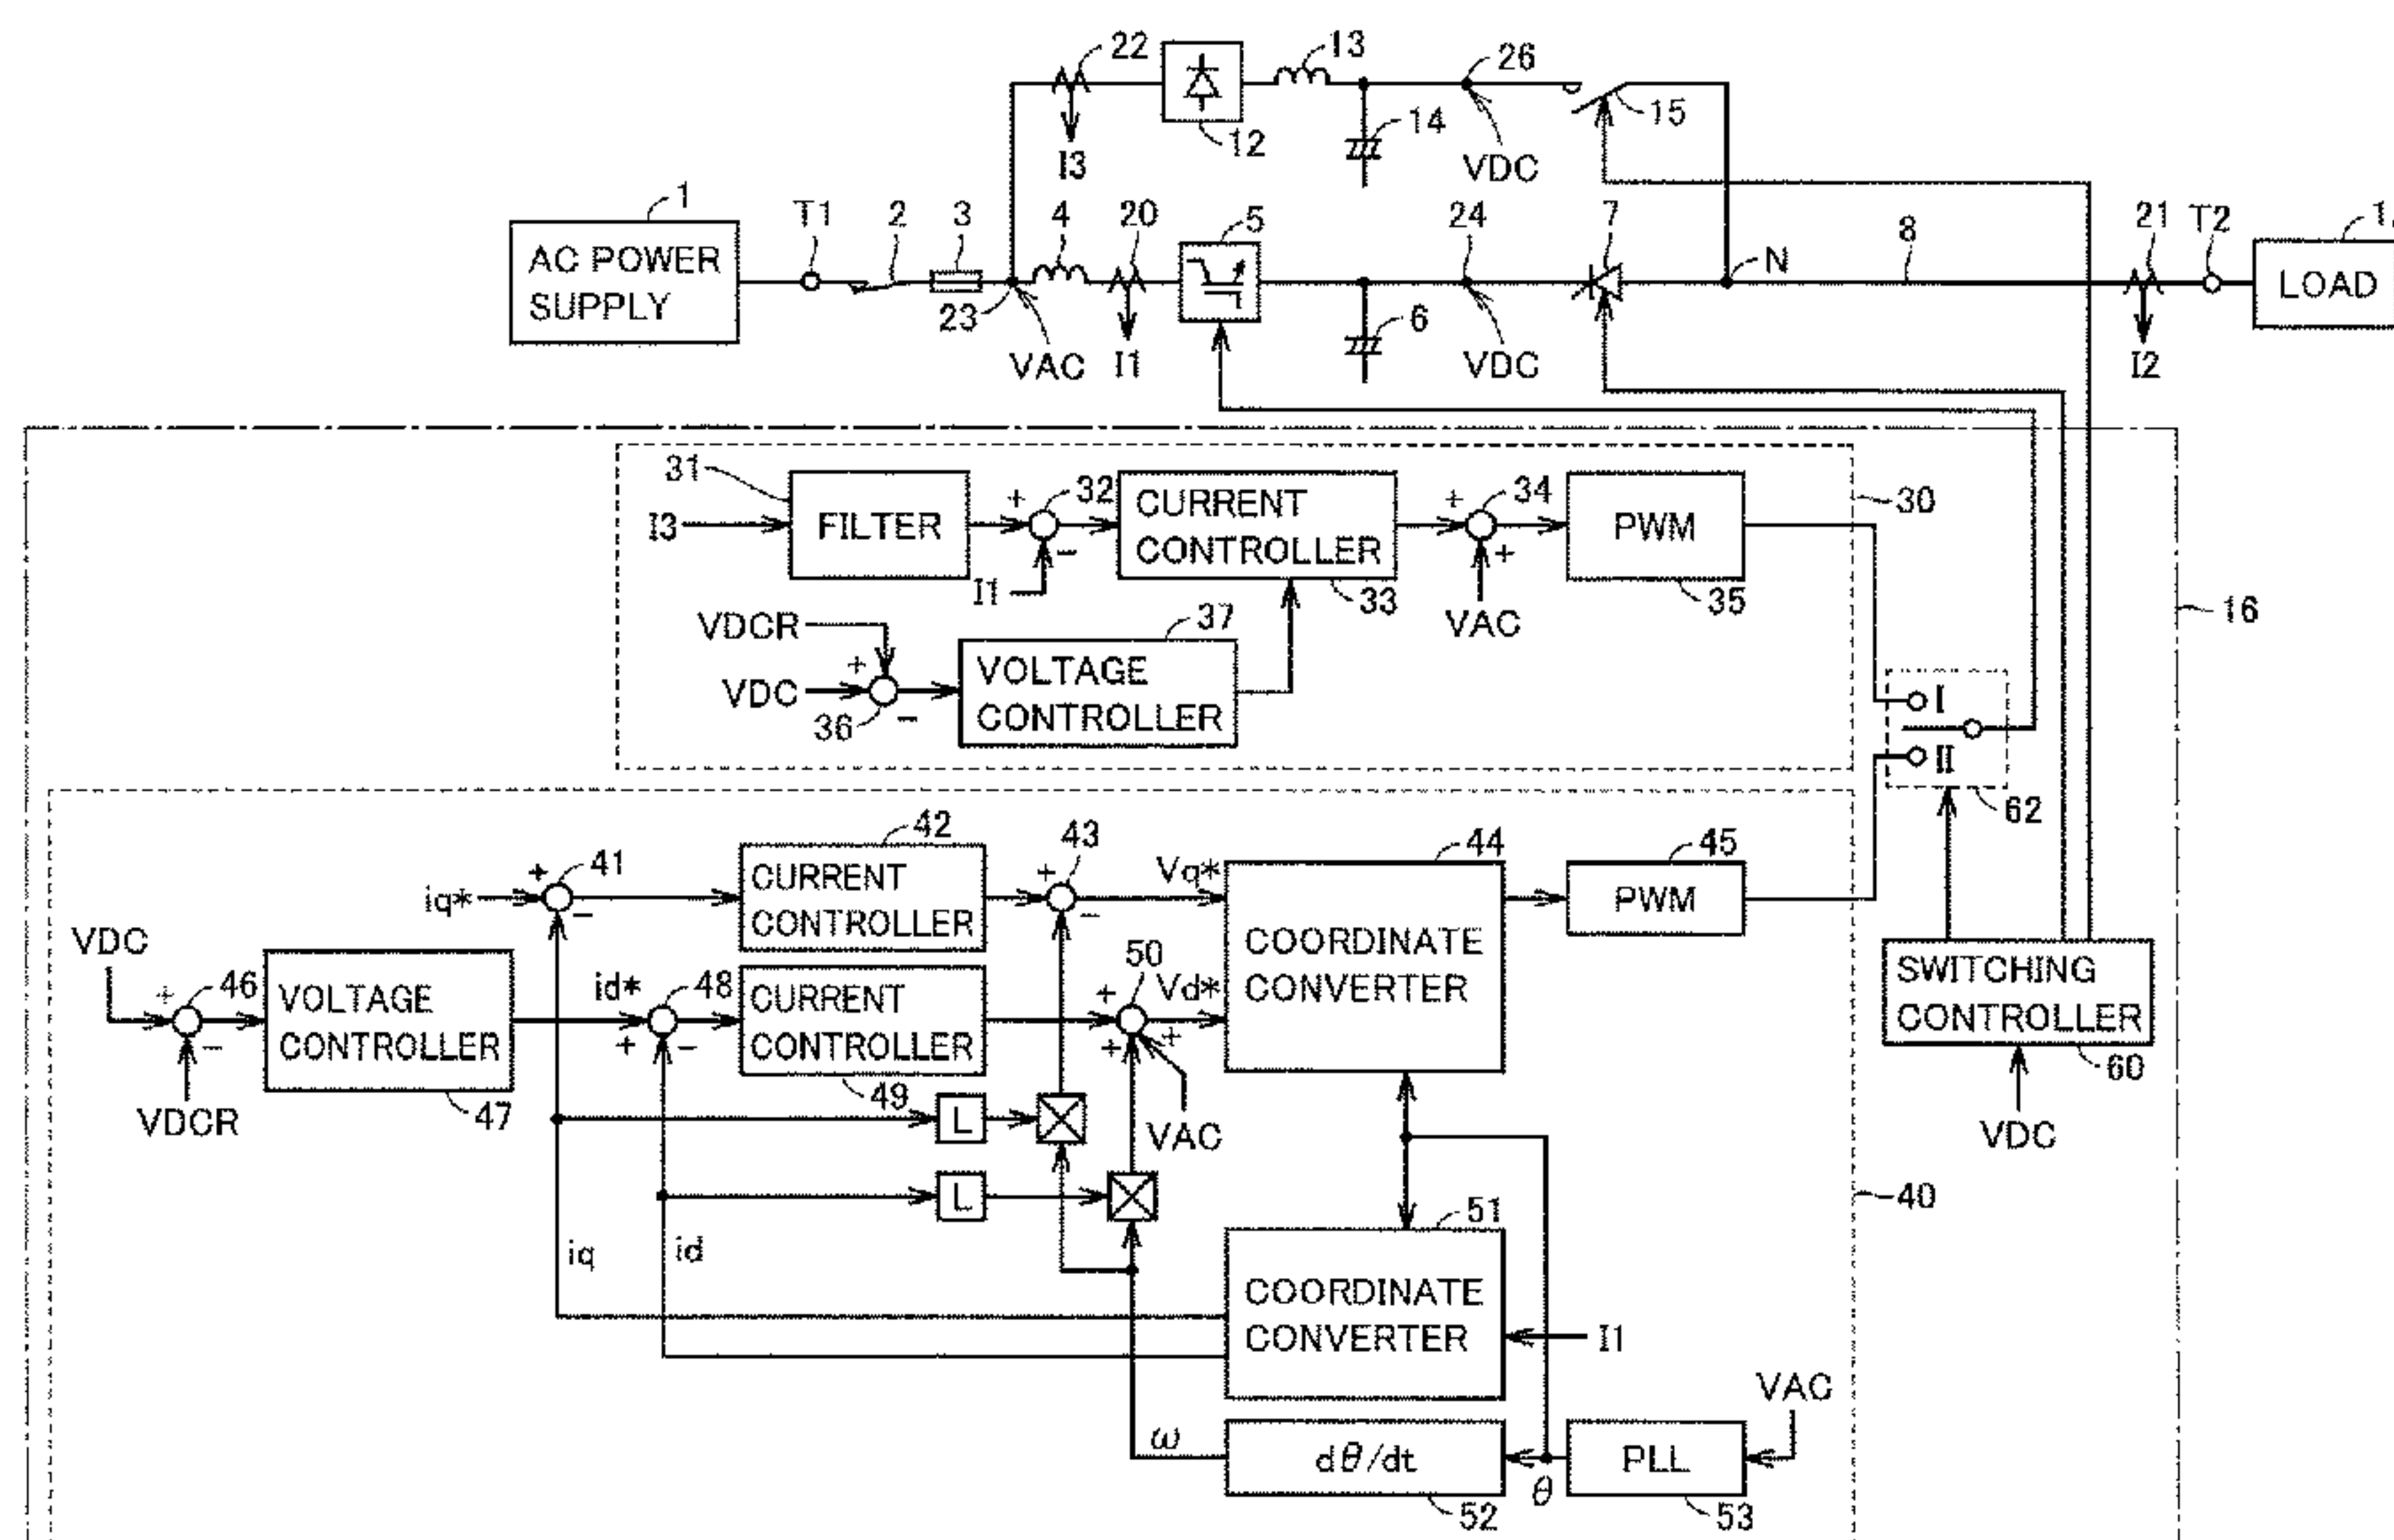 22
13
26
12
14
15
I3
VDC
1
T1
2
3
4
20
5
24
7
N
8
21
T2
AC POWER
SUPPLY
LOAD
23
VAC
I1
6
VDC
I2
31
I3
FILTER
+
32
−
I1
CURRENT
CONTROLLER
33
+
34
+
VAC
PWM
35
30
16
VDCR
VDC
+
−
36
37
VOLTAGE
CONTROLLER
I
II
62
iq*
+
41
−
42
CURRENT
CONTROLLER
+
43
−
Vq*
44
COORDINATE
CONVERTER
45
PWM
VDC
+
46
−
VDCR
VOLTAGE
CONTROLLER
47
id*
48
+
−
CURRENT
CONTROLLER
49
50
+
+
+
Vd*
VAC
SWITCHING
CONTROLLER
60
VDC
L
L
40
iq
id
51
COORDINATE
CONVERTER
I1
VAC
ω
dθ/dt
52
θ
PLL
53